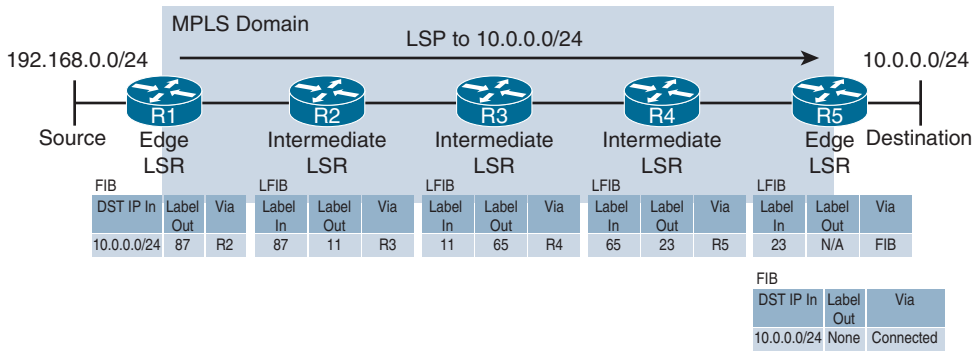 MPLS Domain
LSP to 10.0.0.0/24
192.168.0.0/24
10.0.0.0/24
R1
R2
R3
R4
R5
Source
Edge
LSR
Intermediate
LSR
Intermediate
LSR
Intermediate
LSR
Edge
LSR
Destination
FIB
DST IP In Label Out Via
10.0.0.0/24 87 R2
LFIB
Label In Label Out Via
87 11 R3
LFIB
Label In Label Out Via
11 65 R4
LFIB
Label In Label Out Via
65 23 R5
LFIB
Label In Label Out Via
23 N/A FIB
FIB
DST IP In Label Out Via
10.0.0.0/24 None Connected